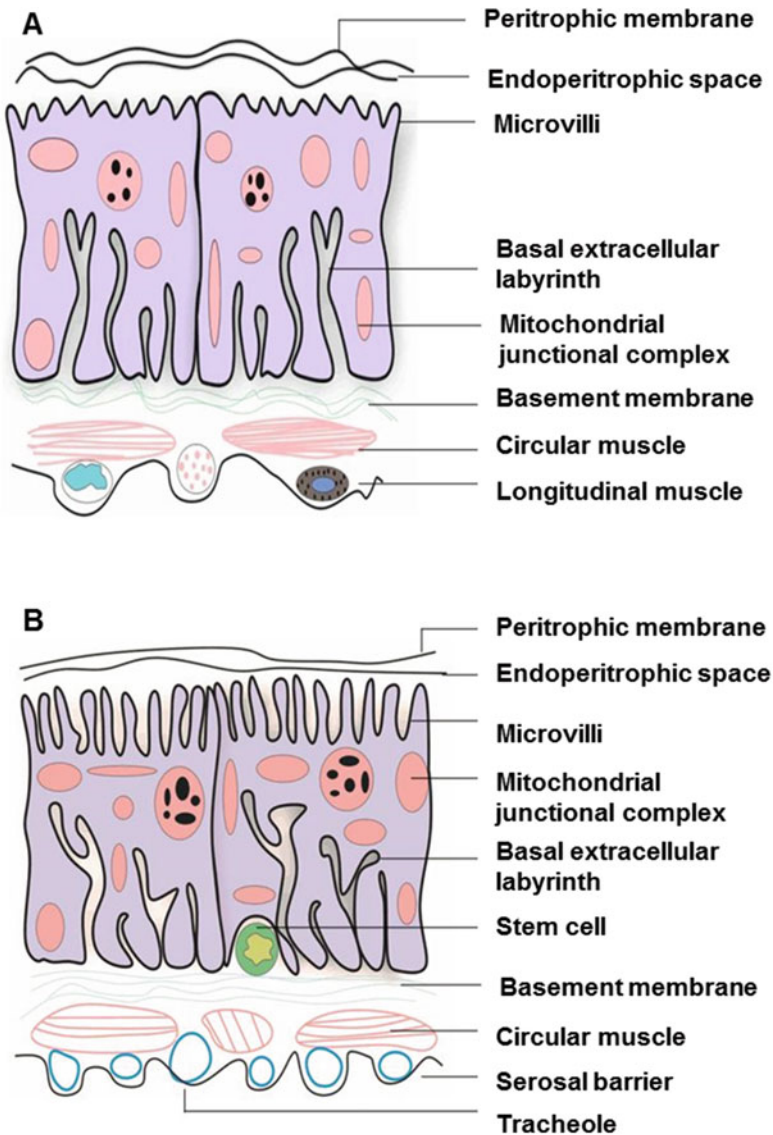 A
Peritrophic membrane
Endoperitrophic space
Microvilli
Basal extracellular
labyrinth
Mitochondrial
junctional complex
Basement membrane
Circular muscle
Longitudinal muscle
B
Peritrophic membrane
Endoperitrophic space
Microvilli
Mitochondrial
junctional complex
Basal extracellular
labyrinth
Stem cell
Basement membrane
Circular muscle
Serosal barrier
Tracheole